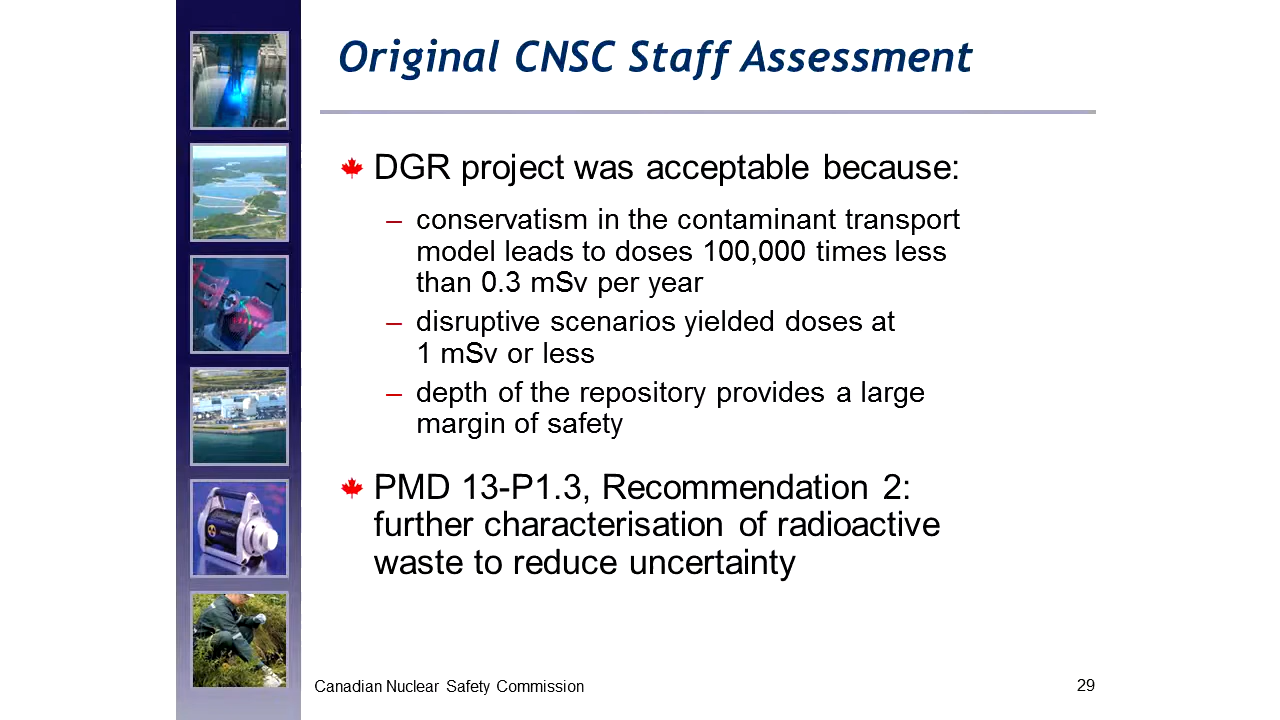 Original CNSC Staff Assessment
DGR project was acceptable because:
– conservatism in the contaminant transport
model leads to doses 100,000 times less
than 0.3 mSv per year
– disruptive scenarios yielded doses at
1 mSv or less
– depth of the repository provides a large
margin of safety
PMD 13-P1.3, Recommendation 2:
further characterisation of radioactive
waste to reduce uncertainty
Canadian Nuclear Safety Commission
29